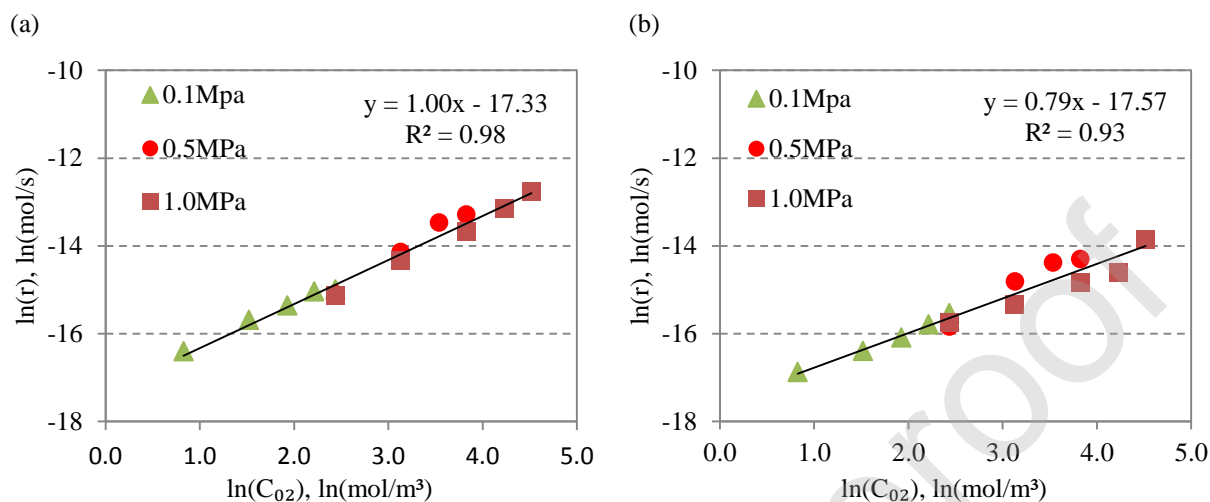 (a)
-10
-12
-14
-16
-18
0.1Mpa
0.5MPa
1.0MPa
y = 1.00x - 17.33
R² = 0.98
ln(r), ln(mol/s)
0.0 1.0 2.0 3.0 4.0 5.0
ln(C₀₂), ln(mol/m³)
(b)
-10
-12
-14
-16
-18
0.1Mpa
0.5MPa
1.0MPa
y = 0.79x - 17.57
R² = 0.93
ln(r), ln(mol/s)
0.0 1.0 2.0 3.0 4.0 5.0
ln(C₀₂), ln(mol/m³)
roof